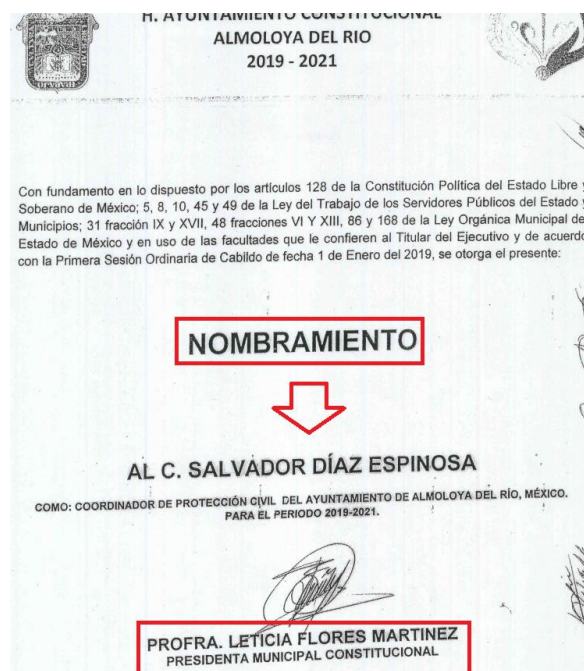 H. AYUNTAMIENTO CONSTITUCIONAL
ALMOLOYA DEL RIO
2019 - 2021
Con fundamento en lo dispuesto por los artículos 128 de la Constitución Política del Estado Libre y
Soberano de México; 5, 8, 10, 45 y 49 de la Ley del Trabajo de los Servidores Públicos del Estado y
Municipios; 31 fracción IX y XVII, 48 fracciones VI Y XIII, 86 y 168 de la Ley Orgánica Municipal del
Estado de México y en uso de las facultades que le confieren al Titular del Ejecutivo y de acuerdo
con la Primera Sesión Ordinaria de Cabildo de fecha 1 de Enero del 2019, se otorga el presente:
NOMBRAMIENTO
AL C. SALVADOR DÍAZ ESPINOSA
COMO: COORDINADOR DE PROTECCIÓN CIVIL DEL AYUNTAMIENTO DE ALMOLOYA DEL RÍO, MÉXICO.
PARA EL PERIODO 2019-2021.
PROFRA. LETICIA FLORES MARTINEZ
PRESIDENTA MUNICIPAL CONSTITUCIONAL